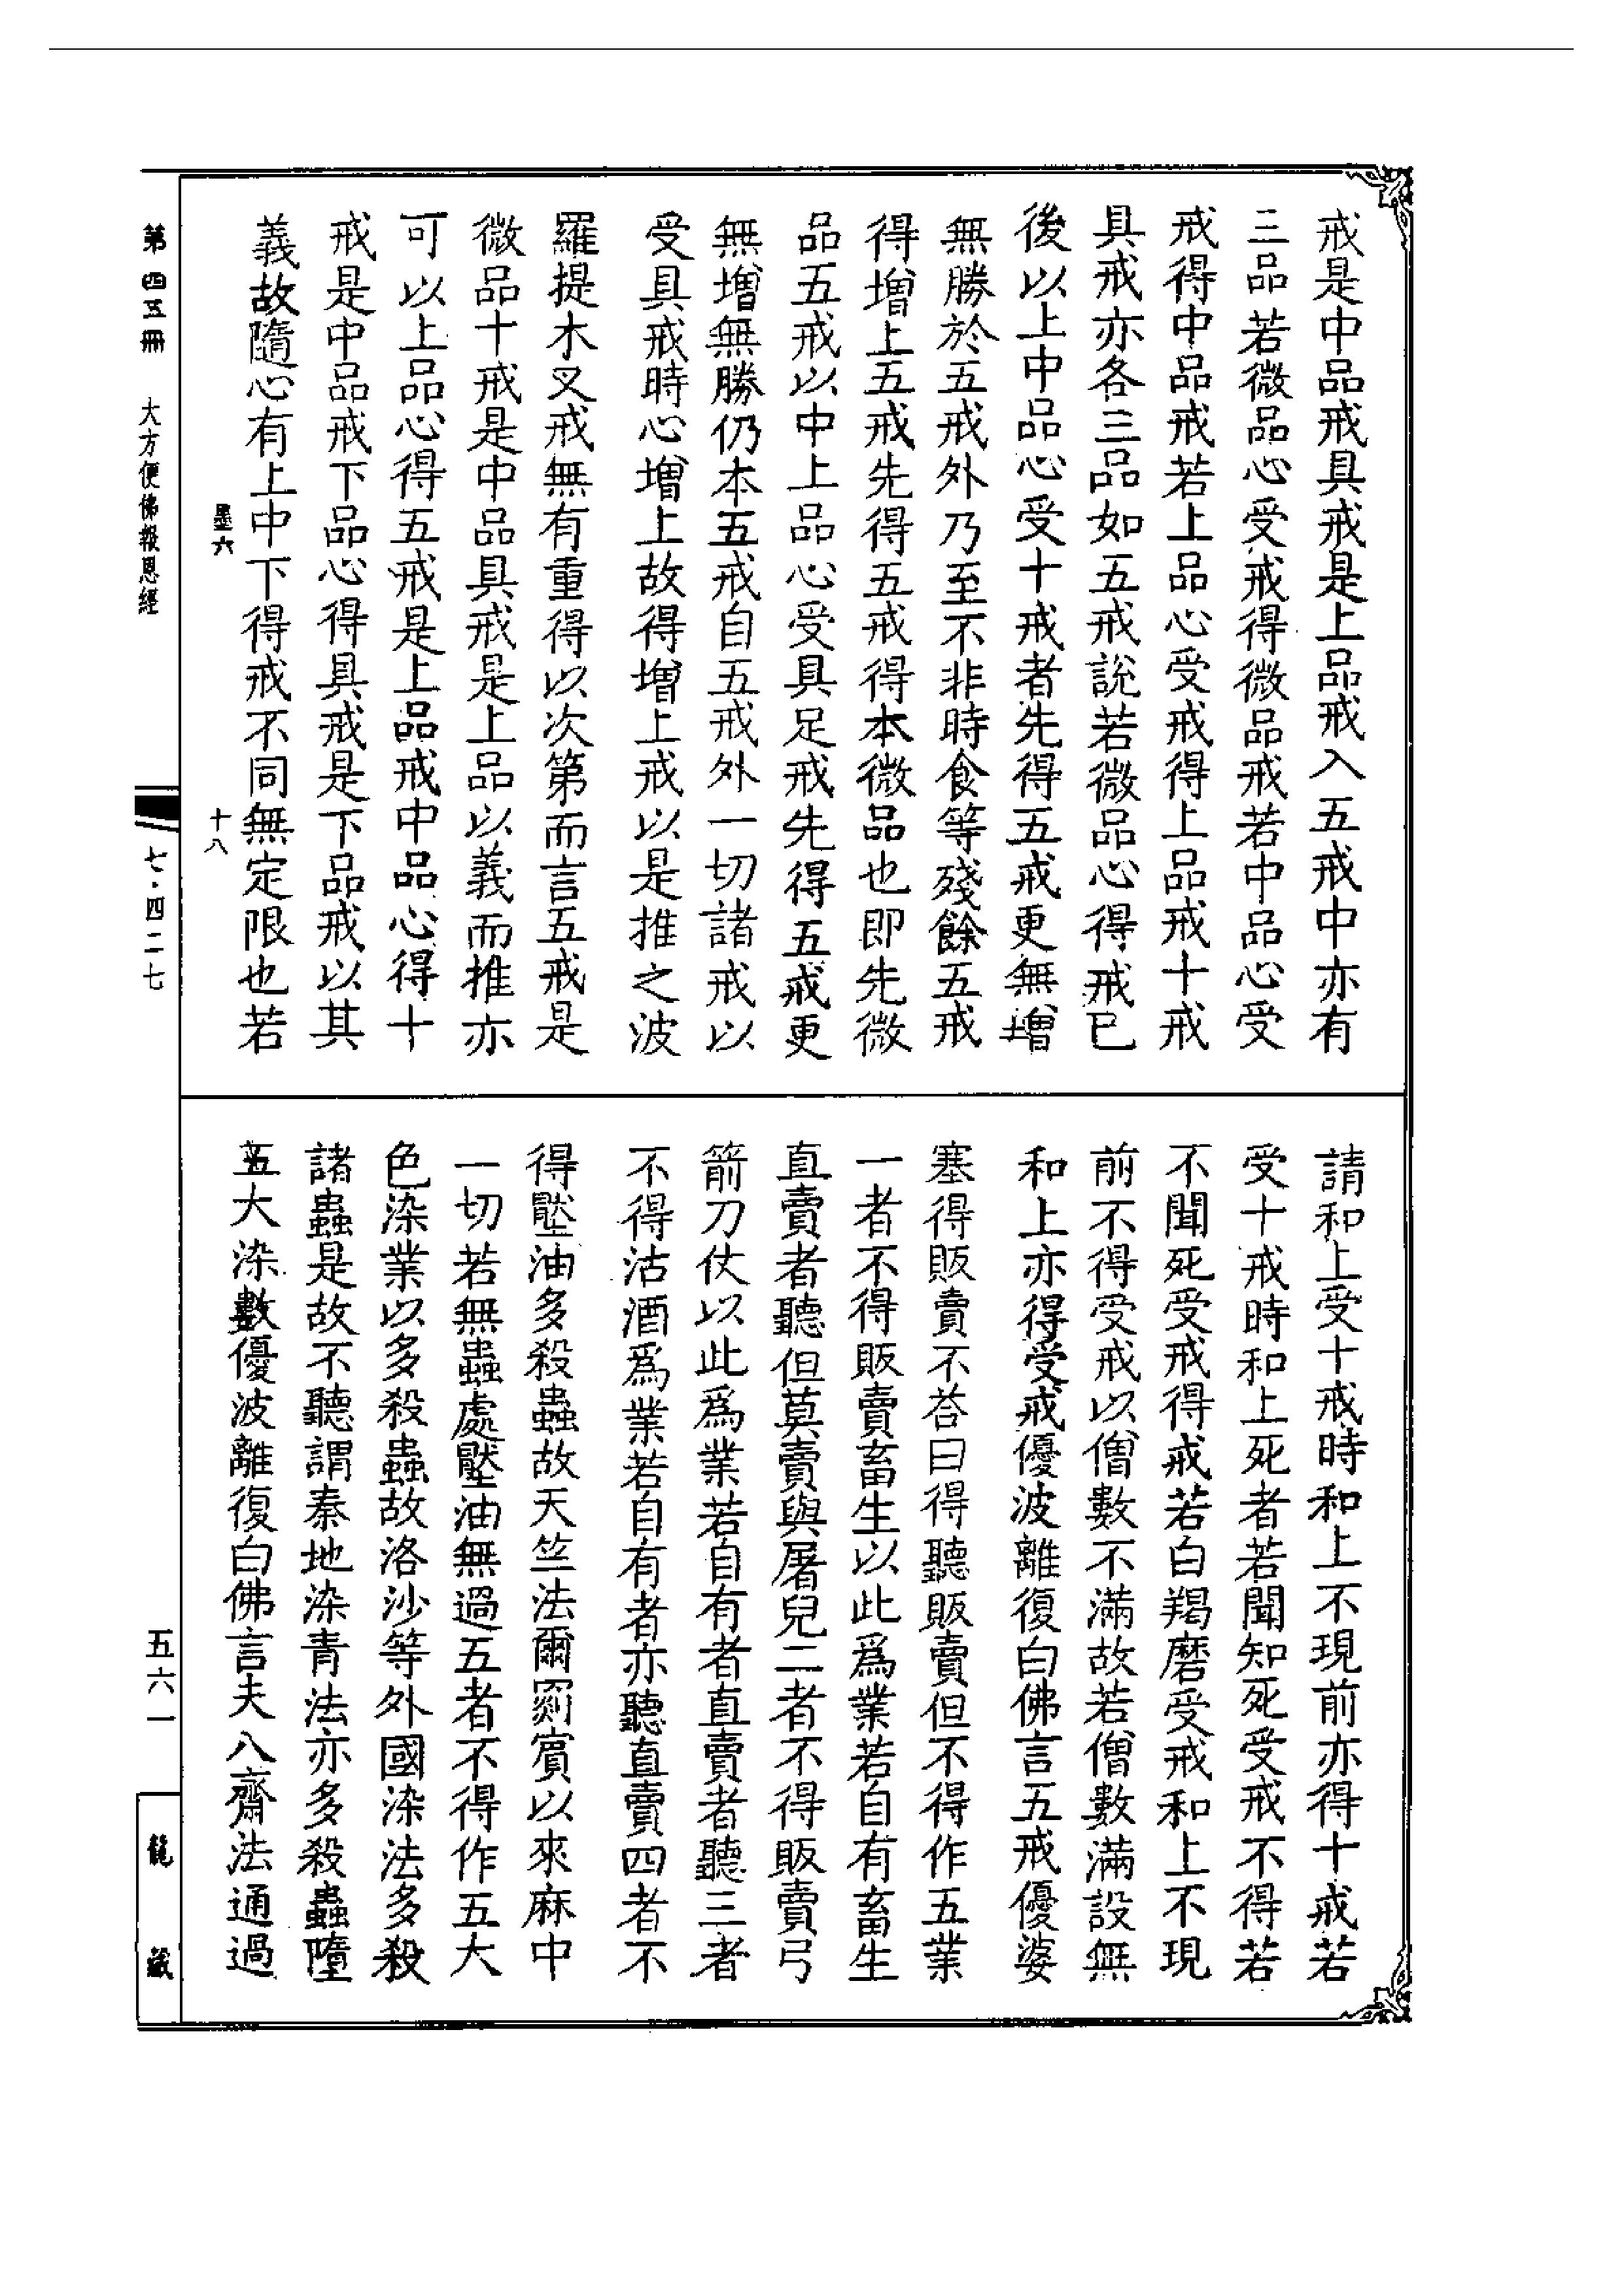 戒是中品戒具戒是上品戒入五戒中亦有
三品若微品心受戒得微品戒若中品心受
戒得中品戒若上品心受戒得上品戒十戒
具戒亦各三品如五戒說若微品心得戒已
後以上中品心受十戒者先得五戒更無增
無勝於五戒外乃至不非時食等殘餘五戒
得增上五戒先得五戒得本微品也即先微
品五戒以中上品心受具足戒先得五戒更
無增無勝仍本五戒自五戒外一切諸戒以
受具戒時心增上故得增上戒以是推之波
羅提木叉戒無有重得以次第而言五戒是
微品十戒是中品具戒是上品以義而推亦
可以上品心得五戒是上品戒中品心得十
戒是中品戒下品心得具戒是下品戒以其
義故隨心有上中下得戒不同無定限也若
墨六
十八
請和上受十戒時和上不現前亦得十戒若
受十戒時和上死者若聞知死受戒不得若
不聞死受戒得戒若白羯磨受戒和上不現
前不得受戒以僧數不滿故若僧數滿設無
和上亦得受戒優波離復白佛言五戒優婆
塞得販賣不答曰得聽販賣但不得作五業
一者不得販賣畜生以此爲業若自有畜生
直賣者聽但莫賣與屠兒二者不得販賣弓
箭刀仗以此爲業若自有者直賣者聽三者
不得沽酒爲業若自有者亦聽直賣四者不
得壓油多殺蟲故天竺法爾罽賓以來麻中
一切若無蟲處壓油無過五者不得作五大
色染業以多殺蟲故洛沙等外國染法多殺
諸蟲是故不聽謂秦地染青法亦多殺蟲墮
五大染數優波離復白佛言夫八齋法通過
第四五冊
大方便佛報恩經
七·四二七
五六一
龍藏